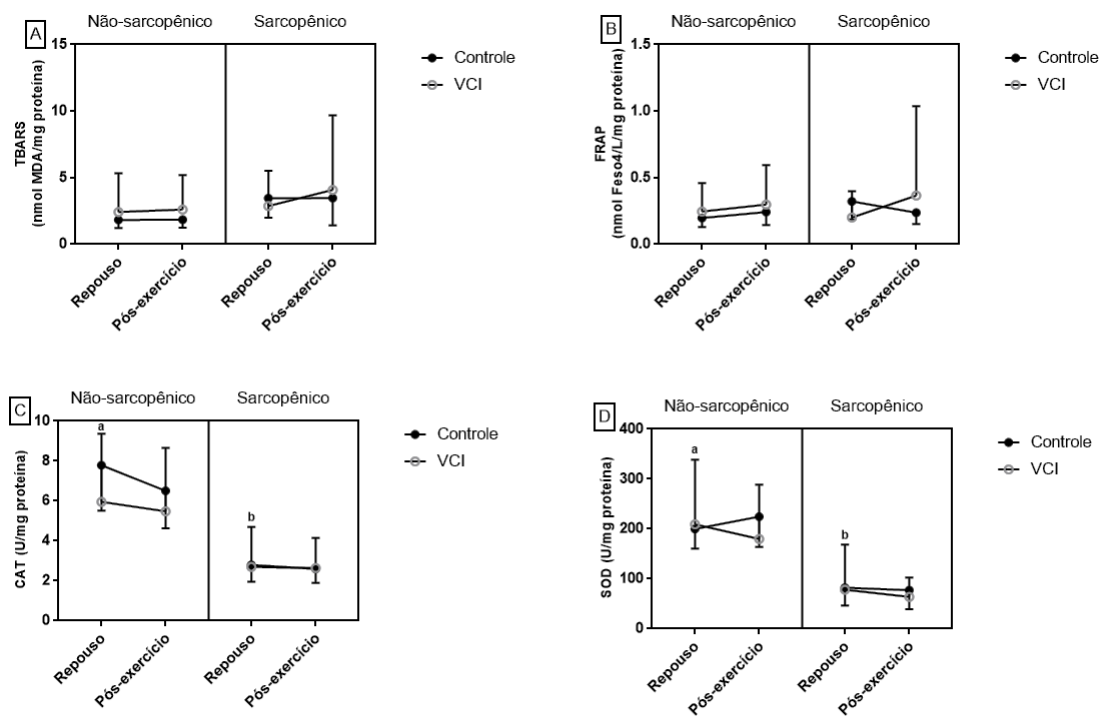 A
Não-sarcopênico Sarcopênico
TBARS
(nmol MDA/mg proteína)
15
10
5
0
Repouso
Pós-exercício
Repouso
Pós-exercício
Controle
VCI
B
Não-sarcopênico Sarcopênico
FRAP
(nmol Feso4/L/mg proteína)
1.5
1.0
0.5
0.0
Repouso
Pós-exercício
Repouso
Pós-exercício
Controle
VCI
C
Não-sarcopênico Sarcopênico
CAT (U/mg proteína)
10
8
6
4
2
0
a
b
Repouso
Pós-exercício
Repouso
Pós-exercício
Controle
VCI
D
Não-sarcopênico Sarcopênico
SOD (U/mg proteína)
400
300
200
100
0
a
b
Repouso
Pós-exercício
Repouso
Pós-exercício
Controle
VCI